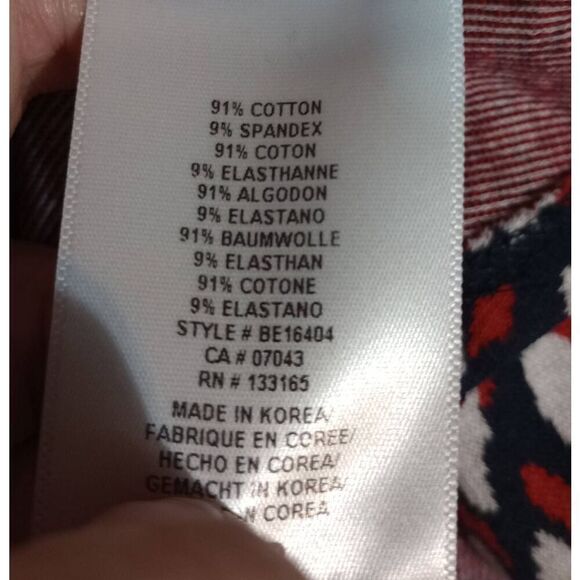 91% COTTON
9% SPANDEX
91% COTON
9% ELASTHANNE
91% ALGODON
9% ELASTANO
91% BAUMWOLLE
9% ELASTHAN
91% COTONE
9% ELASTANO
STYLE # BE16404
CA # 07043
RN # 133165
MADE IN KOREA/
FABRIQUE EN COREE/
HECHO EN COREA/
GEMACHT IN KOREA/
IN COREA